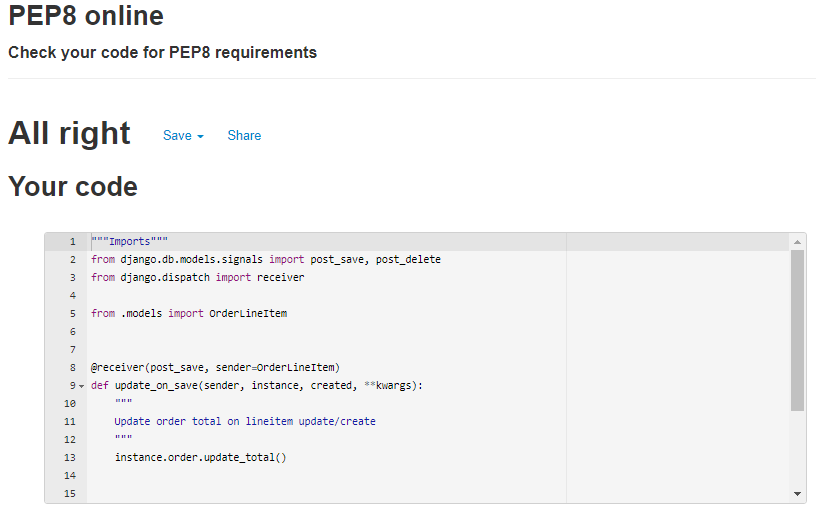 PEP8 online
Check your code for PEP8 requirements
All right Save Share
Your code
1 """Imports"""
2 from django.db.models.signals import post_save, post_delete
3 from django.dispatch import receiver
4
5 from .models import OrderLineItem
6
7
8 @receiver(post_save, sender=OrderLineItem)
9 def update_on_save(sender, instance, created, **kwargs):
10 """
11 Update order total on lineitem update/create
12 """
13 instance.order.update_total()
14
15